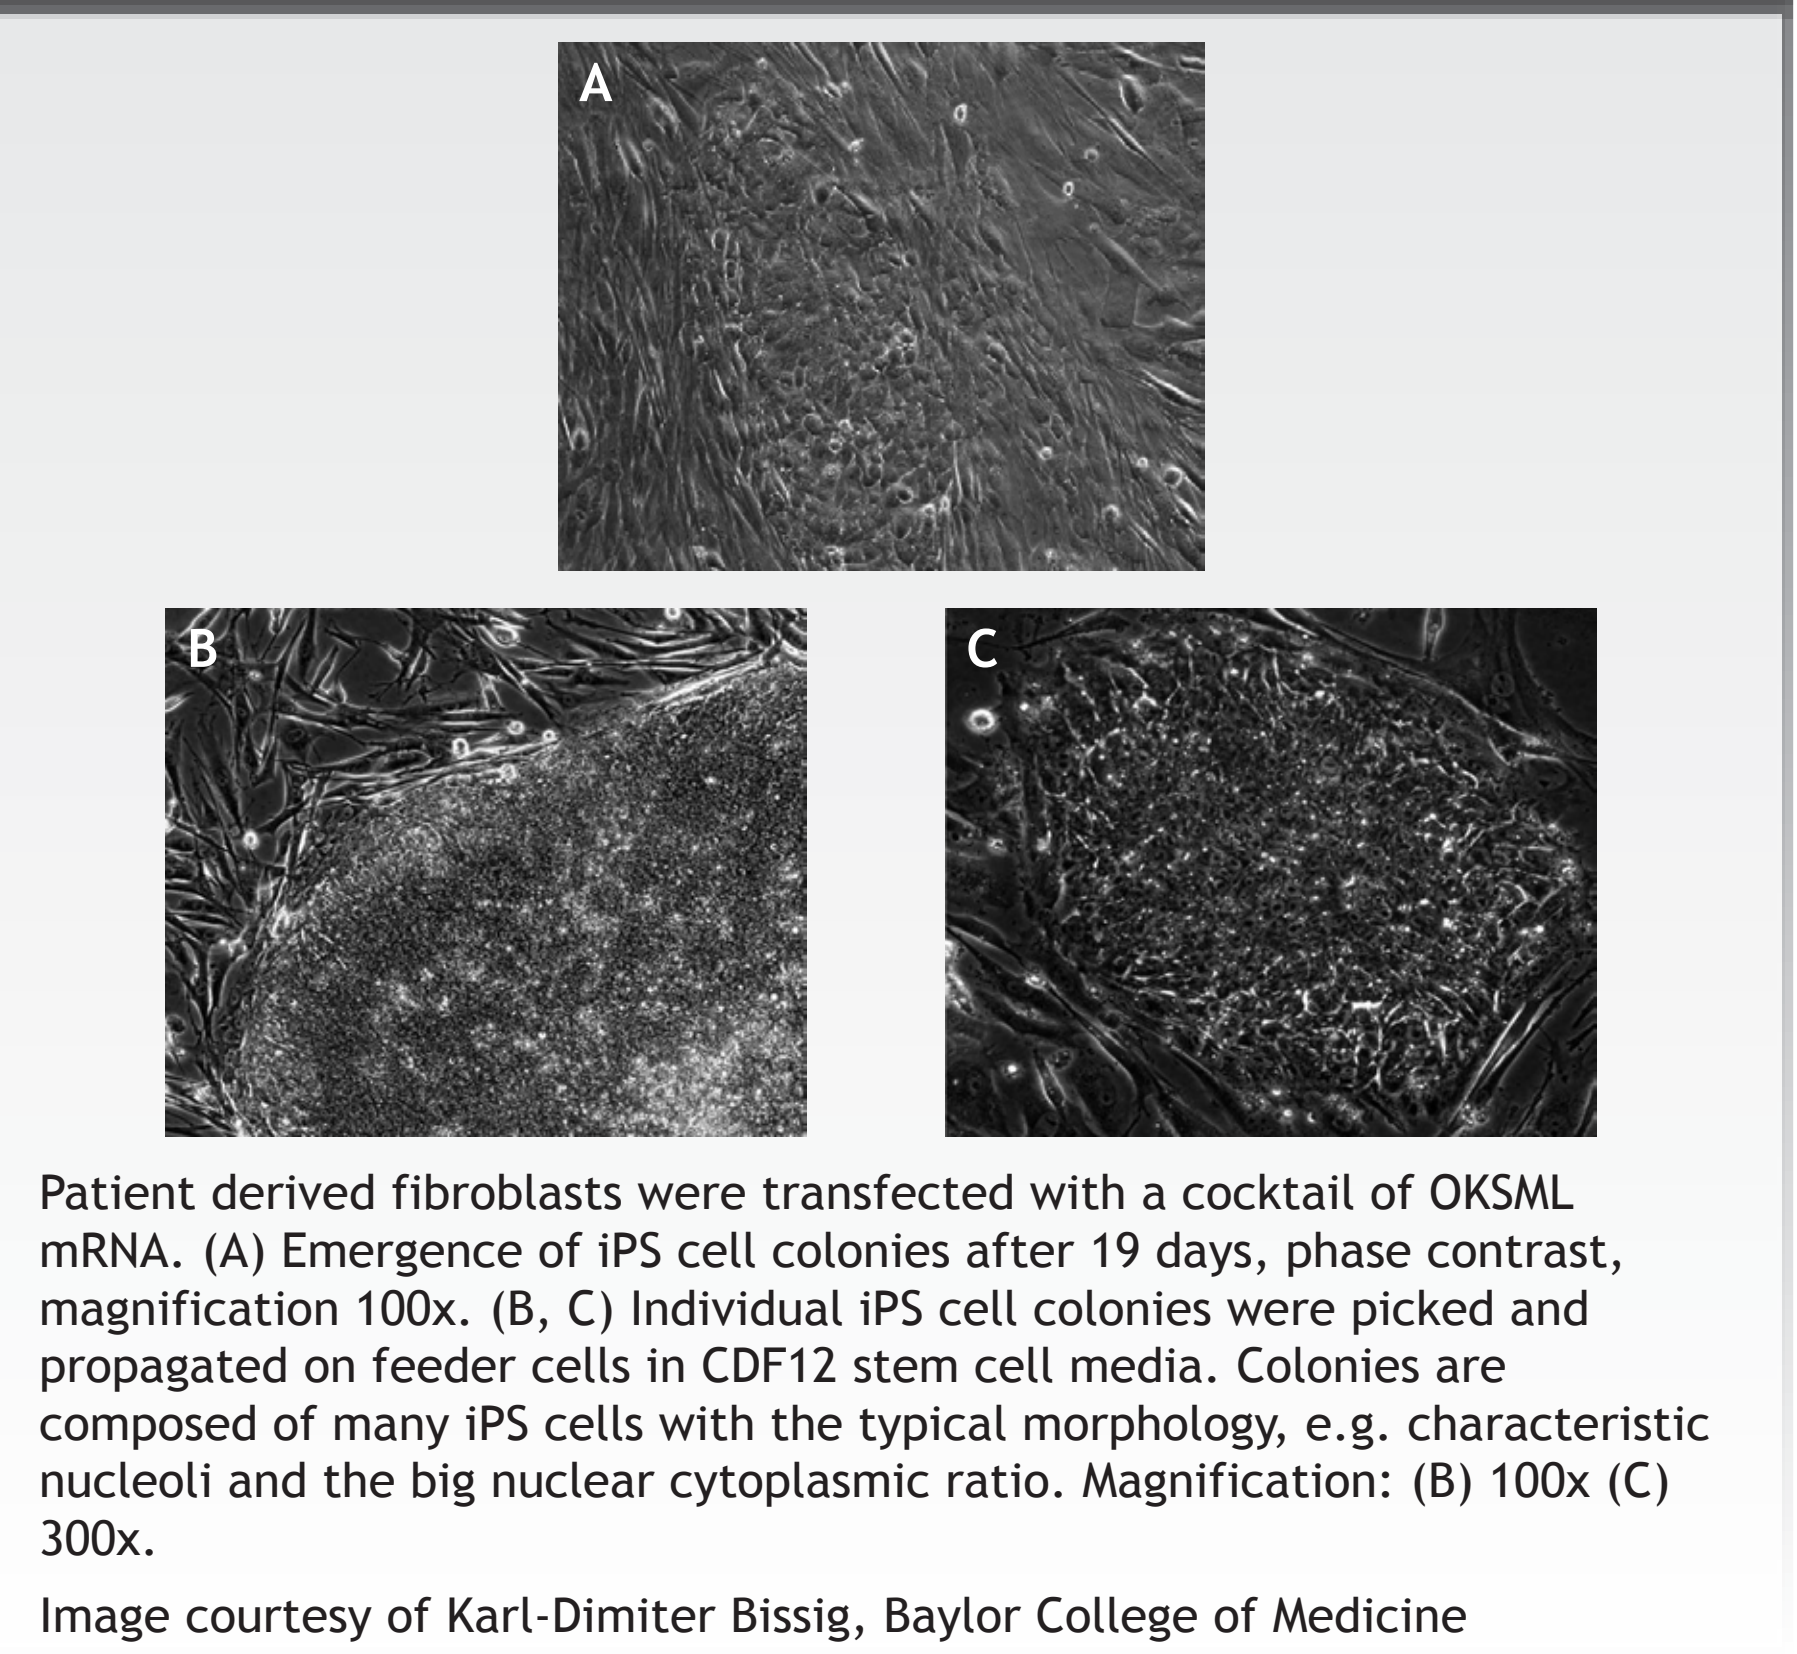 A
B
C
Patient derived fibroblasts were transfected with a cocktail of OKSML
mRNA. (A) Emergence of iPS cell colonies after 19 days, phase contrast,
magnification 100x. (B, C) Individual iPS cell colonies were picked and
propagated on feeder cells in CDF12 stem cell media. Colonies are
composed of many iPS cells with the typical morphology, e.g. characteristic
nucleoli and the big nuclear cytoplasmic ratio. Magnification: (B) 100x (C)
300x.
Image courtesy of Karl-Dimiter Bissig, Baylor College of Medicine